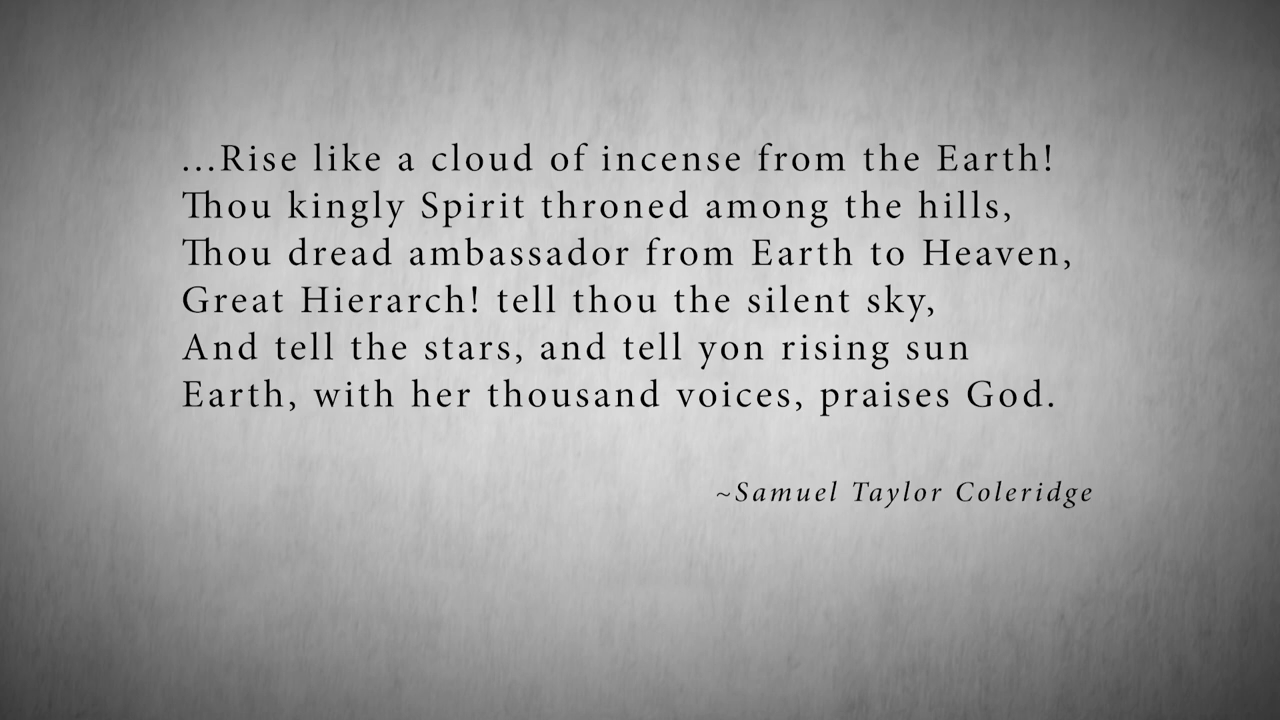 ...Rise like a cloud of incense from the Earth!
Thou kingly Spirit throned among the hills,
Thou dread ambassador from Earth to Heaven,
Great Hierarch! tell thou the silent sky,
And tell the stars, and tell yon rising sun
Earth, with her thousand voices, praises God.
~Samuel Taylor Coleridge